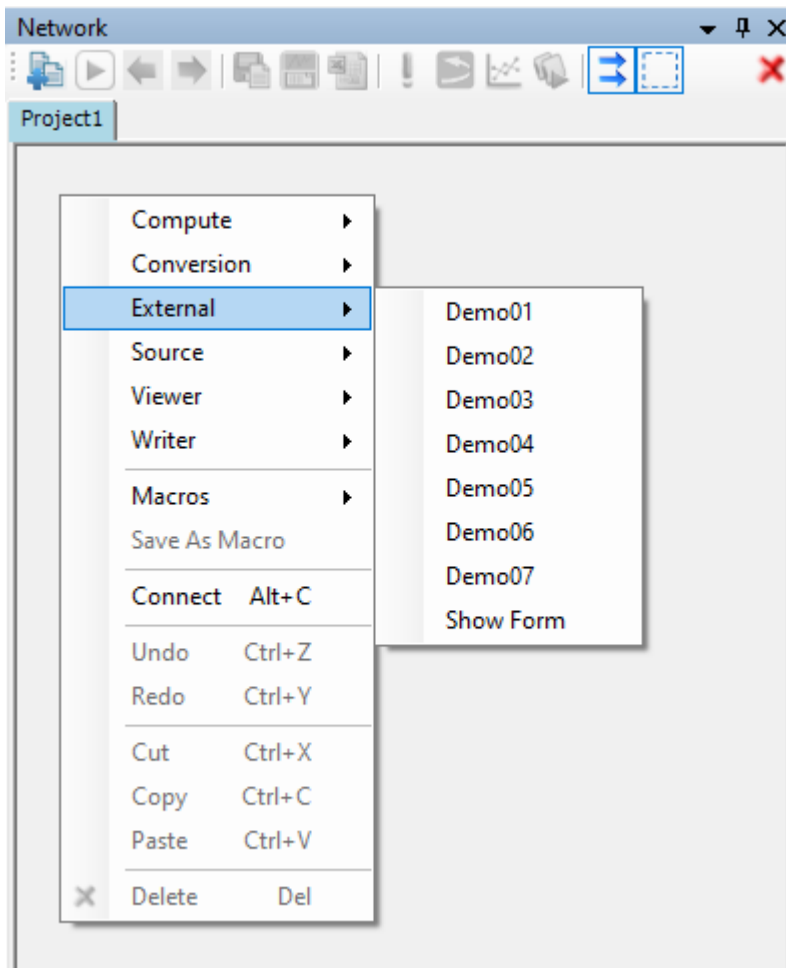 Network
Project1
Compute
Conversion
External
Source
Viewer
Writer
Macros
Save As Macro
Connect Alt+C
Undo Ctrl+Z
Redo Ctrl+Y
Cut Ctrl+X
Copy Ctrl+C
Paste Ctrl+V
Delete Del
Demo01
Demo02
Demo03
Demo04
Demo05
Demo06
Demo07
Show Form